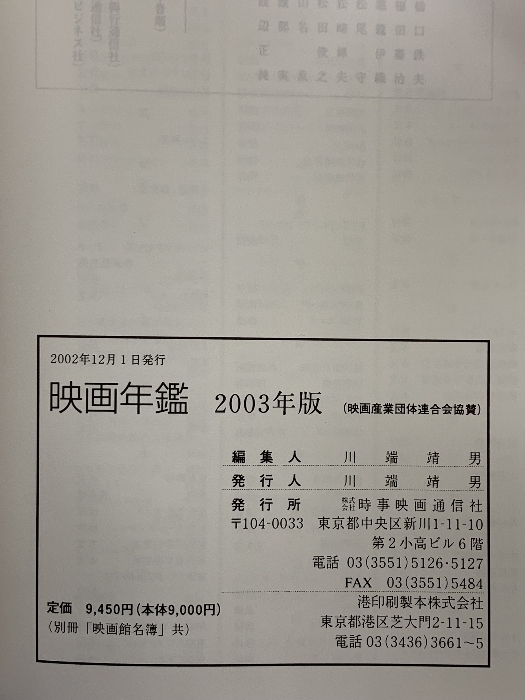 2002年12月1日発行
映画年鑑 2003年版 (映画産業団体連合会協賛)
編集人 川端靖男
発行人 川端靖男
発行所 株式会社 時事映画通信社
〒104-0033 東京都中央区新川1-11-10
第2小高ビル6階
電話 03(3551)5126·5127
FAX 03(3551)5484
定価 9,450円(本体9,000円) 港印刷製本株式会社
(別冊「映画館名簿」共) 東京都港区芝大門2-11-15
電話 03(3436)3661~5